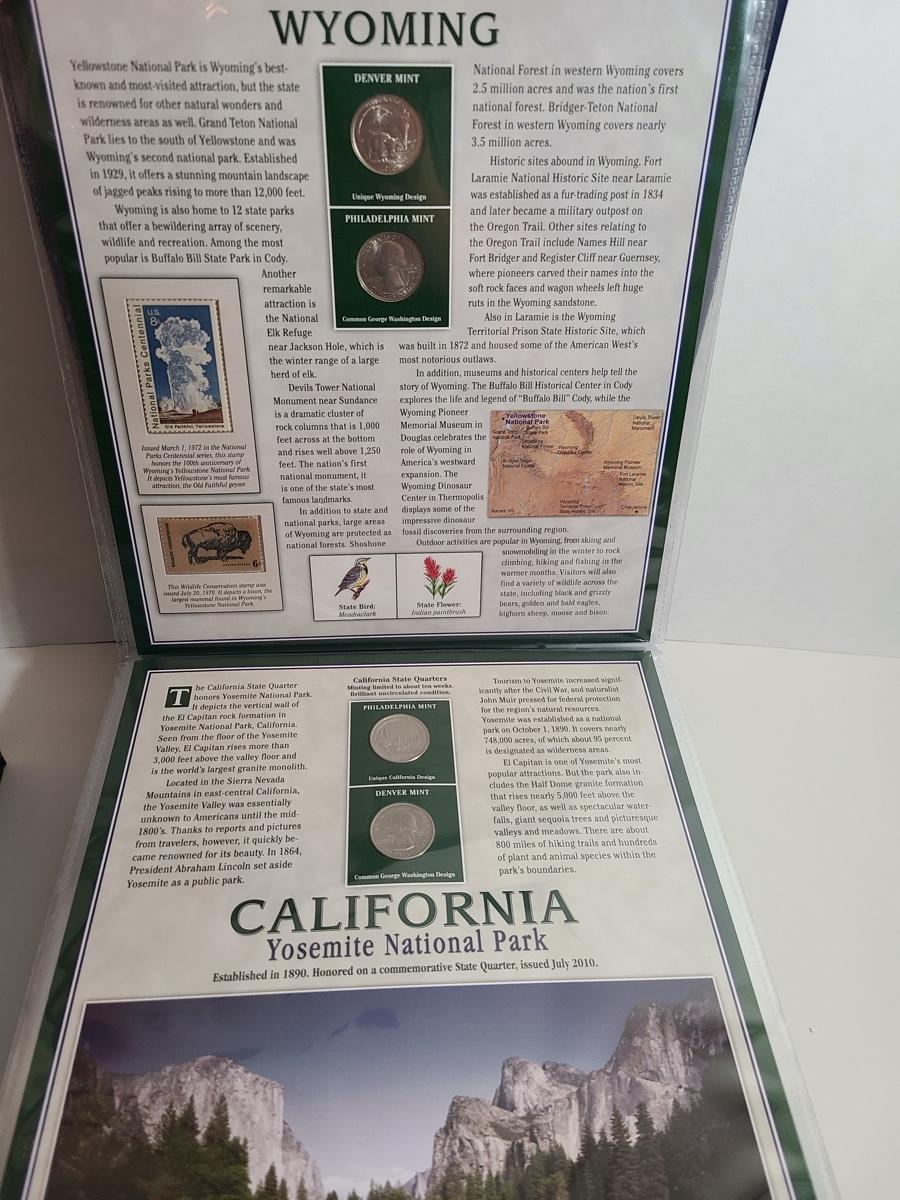 WYOMING
Yellowstone National Park is Wyoming's best-
known and most-visited attraction, but the state
is renowned for other natural wonders and
wilderness areas as well. Grand Teton National
Park lies to the south of Yellowstone and was
Wyoming's second national park. Established
in 1929, it offers a stunning mountain landscape
of jagged peaks rising to more than 12,000 feet.
Wyoming is also home to 12 state parks
that offer a bewildering array of scenery,
wildlife and recreation. Among the most
popular is Buffalo Bill State Park in Cody.
Another
remarkable
attraction is
the National
Elk Refuge
near Jackson Hole, which is
the winter range of a large
herd of elk.
Devils Tower National
Monument near Sundance
is a dramatic cluster of
rock columns that is 1,000
feet across at the bottom
and rises well above 1,250
feet. The nation's first
national monument, it
is one of the state's most
famous landmarks.
In addition to state and
national parks, large areas
of Wyoming are protected as
national forests. Shoshone
DENVER MINT
Unique Wyoming Design
PHILADELPHIA MINT
Common George Washington Design
National Forest in western Wyoming covers
2.5 million acres and was the nation's first
national forest. Bridger-Teton National
Forest in western Wyoming covers nearly
3.5 million acres.
Historic sites abound in Wyoming. Fort
Laramie National Historic Site near Laramie
was established as a fur-trading post in 1834
and later became a military outpost on
the Oregon Trail. Other sites relating to
the Oregon Trail include Names Hill near
Fort Bridger and Register Cliff near Guernsey,
where pioneers carved their names into the
soft rock faces and wagon wheels left huge
ruts in the Wyoming sandstone.
Also in Laramie is the Wyoming
Territorial Prison State Historic Site, which
was built in 1872 and housed some of the American West's
most notorious outlaws.
In addition, museums and historical centers help tell the
story of Wyoming. The Buffalo Bill Historical Center in Cody
explores the life and legend of "Buffalo Bill" Cody, while the
Wyoming Pioneer
Memorial Museum in
Douglas celebrates the
role of Wyoming in
America's westward
expansion. The
Wyoming Dinosaur
Center in Thermopolis
displays some of the
impressive dinosaur
fossil discoveries from the surrounding region.
Outdoor activities are popular in Wyoming, from skiing and
snowmobiling in the winter to rock
climbing, hiking and fishing in the
warmer months. Visitors will also
find a variety of wildlife across the
state, including black and grizzly
bears, golden and bald eagles,
bighorn sheep, moose and bison.
National Parks Centennial
U.S.
8c
Old Faithful, Yellowstone
Issued March 1, 1972 in the National
Parks Centennial series, this stamp
honors the 100th anniversary of
Wyoming's Yellowstone National Park.
It depicts Yellowstone's most famous
attraction, the Old Faithful geyser.
6c
This Wildlife Conservation stamp was
issued July 20, 1970. It depicts a bison, the
largest mammal found in Wyoming's
Yellowstone National Park.
Yellowstone
National Park
Devils Tower
National
Monument
Wyoming
Dinosaur Center
Wyoming Pioneer
Memorial Museum
Fort Laramie
National
Historic Site
Wyoming
Territorial Prison
State Historic Site
Names Hill
Cheyenne
State Bird:
Meadowlark
State Flower:
Indian paintbrush
The California State Quarter
honors Yosemite National Park.
It depicts the vertical wall of
the El Capitan rock formation in
Yosemite National Park, California.
Seen from the floor of the Yosemite
Valley, El Capitan rises more than
3,000 feet above the valley floor and
is the world's largest granite monolith.
Located in the Sierra Nevada
Mountains in east-central California,
the Yosemite Valley was essentially
unknown to Americans until the mid-
1800's. Thanks to reports and pictures
from travelers, however, it quickly be-
came renowned for its beauty. In 1864,
President Abraham Lincoln set aside
Yosemite as a public park.
California State Quarters
Minting limited to about ten weeks.
Brilliant uncirculated condition.
PHILADELPHIA MINT
Unique California Design
DENVER MINT
Common George Washington Design
Tourism to Yosemite increased signif-
icantly after the Civil War, and naturalist
John Muir pressed for federal protection
for the region's natural resources.
Yosemite was established as a national
park on October 1, 1890. It covers nearly
748,000 acres, of which about 95 percent
is designated as wilderness areas.
El Capitan is one of Yosemite's most
popular attractions. But the park also in-
cludes the Half Dome granite formation
that rises nearly 5,000 feet above the
valley floor, as well as spectacular water-
falls, giant sequoia trees and picturesque
valleys and meadows. There are about
800 miles of hiking trails and hundreds
of plant and animal species within the
park's boundaries.
CALIFORNIA
Yosemite National Park
Established in 1890. Honored on a commemorative State Quarter, issued July 2010.